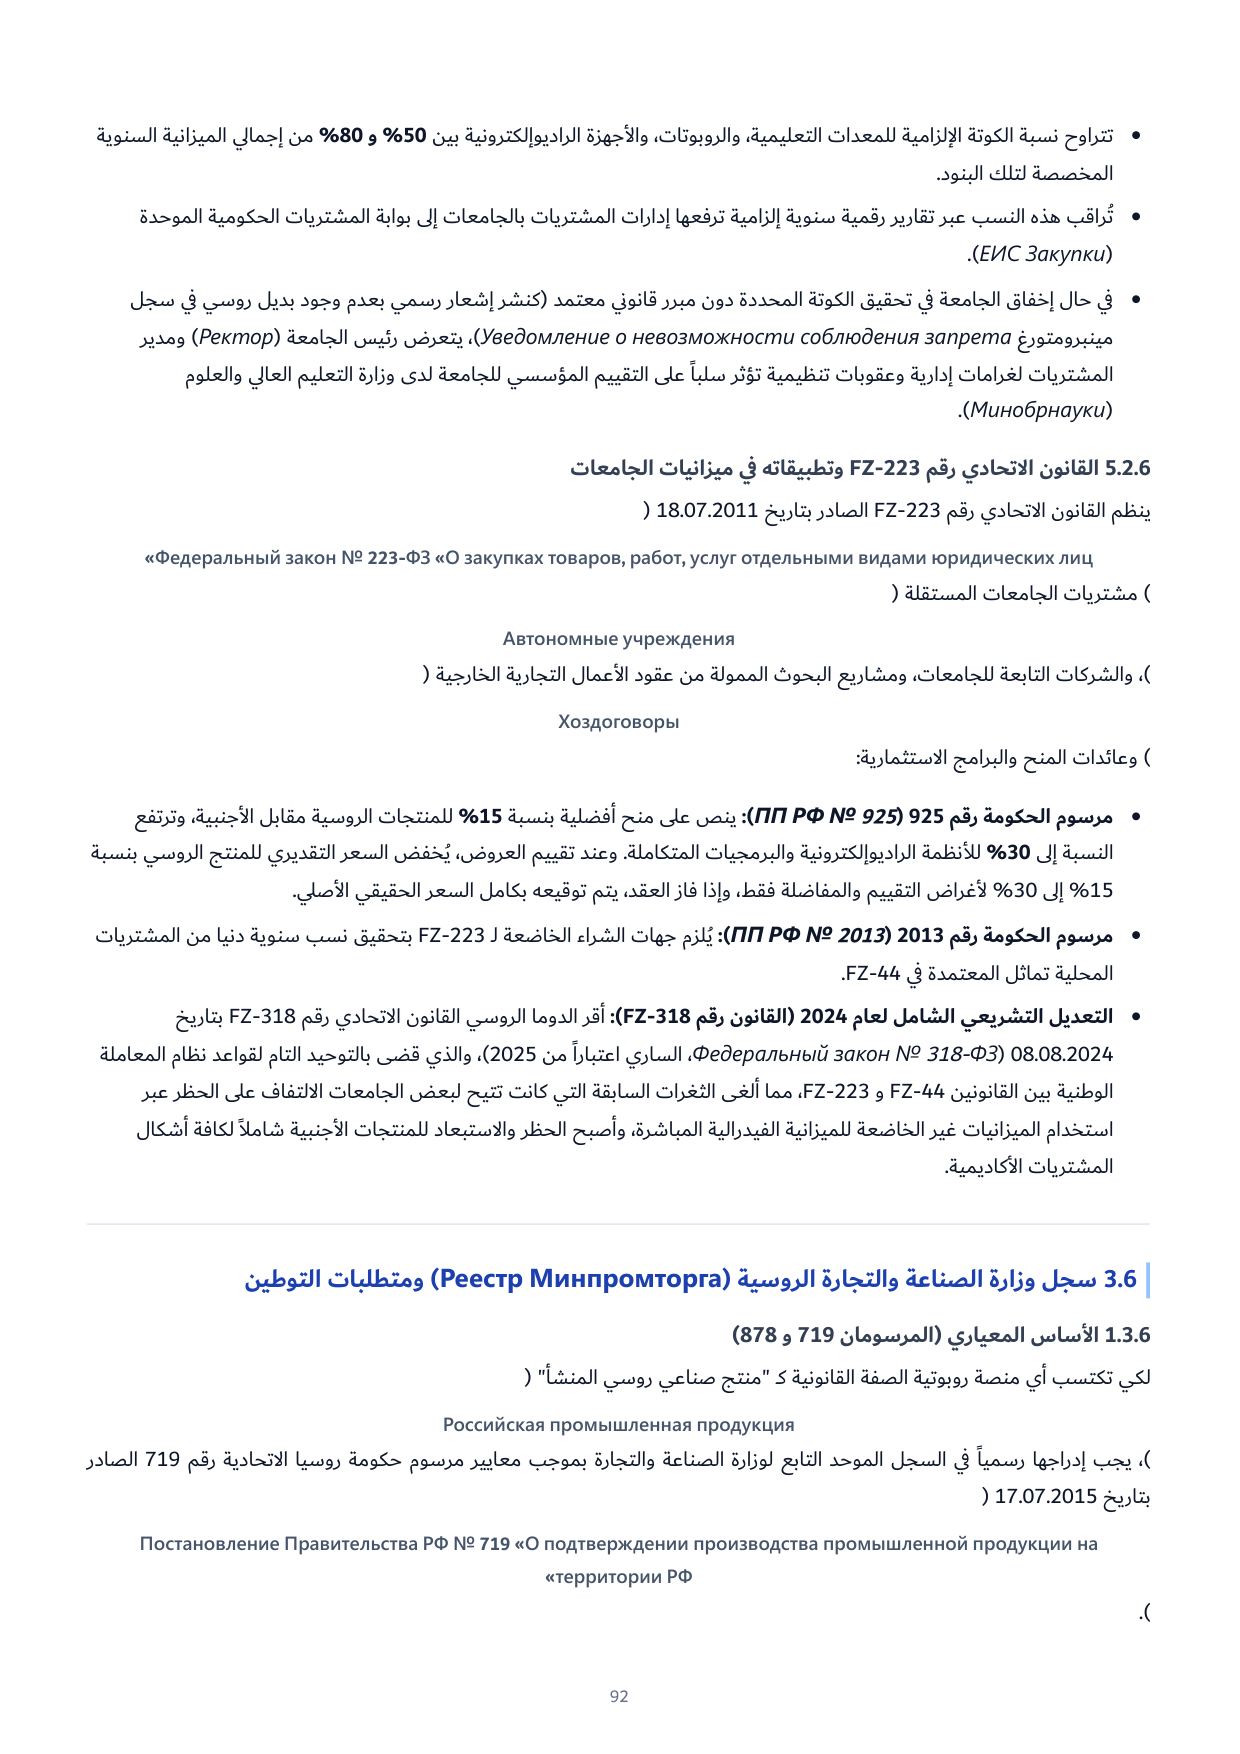 • تتراوح نسبة الكوتة الإلزامية للمعدات التعليمية، والروبوتات، والأجهزة الراديوإلكترونية بين 50% و 80% من إجمالي الميزانية السنوية
المخصصة لتلك البنود.
• تُراقب هذه النسب عبر تقارير رقمية سنوية إلزامية ترفعها إدارات المشتريات بالجامعات إلى بوابة المشتريات الحكومية الموحدة
(ЕИС Закупки).
• في حال إخفاق الجامعة في تحقيق الكوتة المحددة دون مبرر قانوني معتمد (كنشر إشعار رسمي بعدم وجود بديل روسي في سجل
مينبرومتورغ Уведомление о невозможности соблюдения запрета)، يتعرض رئيس الجامعة (Ректор) ومدير
المشتريات لغرامات إدارية وعقوبات تنظيمية تؤثر سلباً على التقييم المؤسسي للجامعة لدى وزارة التعليم العالي والعلوم
(Минобрнауки).
5.2.6 القانون الاتحادي رقم FZ-223 وتطبيقاته في ميزانيات الجامعات
ينظم القانون الاتحادي رقم FZ-223 الصادر بتاريخ 18.07.2011 (
«Федеральный закон № 223-ФЗ «О закупках товаров, работ, услуг отдельными видами юридических лиц
) مشتريات الجامعات المستقلة (
Автономные учреждения
)، والشركات التابعة للجامعات، ومشاريع البحوث الممولة من عقود الأعمال التجارية الخارجية (
Хоздоговоры
) وعائدات المنح والبرامج الاستثمارية:
• مرسوم الحكومة رقم 925 (ПП РФ № 925): ينص على منح أفضلية بنسبة 15% للمنتجات الروسية مقابل الأجنبية، وترتفع
النسبة إلى 30% للأنظمة الراديوإلكترونية والبرمجيات المتكاملة. وعند تقييم العروض، يُخفض السعر التقديري للمنتج الروسي بنسبة
15% إلى 30% لأغراض التقييم والمفاضلة فقط، وإذا فاز العقد، يتم توقيعه بكامل السعر الحقيقي الأصلي.
• مرسوم الحكومة رقم 2013 (ПП РФ № 2013): يُلزم جهات الشراء الخاضعة لـ FZ-223 بتحقيق نسب سنوية دنيا من المشتريات
المحلية تماثل المعتمدة في FZ-44.
• التعديل التشريعي الشامل لعام 2024 (القانون رقم FZ-318): أقر الدوما الروسي القانون الاتحادي رقم FZ-318 بتاريخ
08.08.2024 (Федеральный закон № 318-ФЗ، الساري اعتباراً من 2025)، والذي قضى بالتوحيد التام لقواعد نظام المعاملة
الوطنية بين القانونين FZ-44 و FZ-223، مما ألغى الثغرات السابقة التي كانت تتيح لبعض الجامعات الالتفاف على الحظر عبر
استخدام الميزانيات غير الخاضعة للميزانية الفيدرالية المباشرة، وأصبح الحظر والاستبعاد للمنتجات الأجنبية شاملاً لكافة أشكال
المشتريات الأكاديمية.
3.6 سجل وزارة الصناعة والتجارة الروسية (Реестр Минпромторга) ومتطلبات التوطين
1.3.6 الأساس المعياري (المرسومان 719 و 878)
لكي تكتسب أي منصة روبوتية الصفة القانونية كـ "منتج صناعي روسي المنشأ" (
Российская промышленная продукция
)، يجب إدراجها رسمياً في السجل الموحد التابع لوزارة الصناعة والتجارة بموجب معايير مرسوم حكومة روسيا الاتحادية رقم 719 الصادر
بتاريخ 17.07.2015 (
Постановление Правительства РФ № 719 «О подтверждении производства промышленной продукции на
«территории РФ
).
92